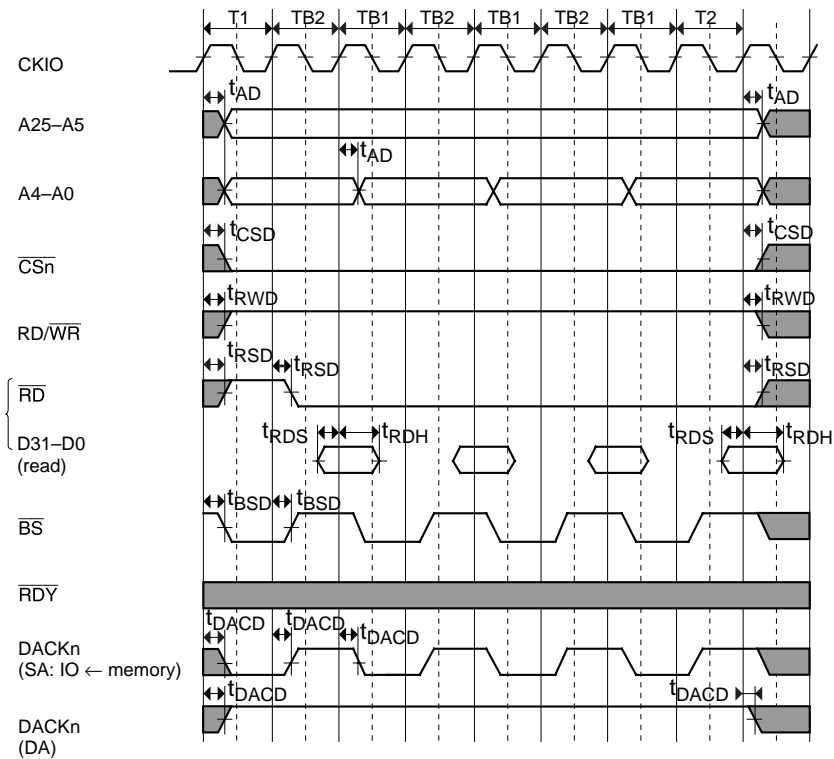 T1 TB2 TB1 TB2 TB1 TB2 TB1 T2
CKIO
tAD tAD
A25–A5
tAD
A4–A0
tCSD tCSD
CSn
tRWD tRWD
RD/WR
tRSD tRSD tRSD
RD
tRDS tRDH tRDS tRDH
D31–D0
(read)
tBSD tBSD
BS
RDY
tDACD tDACD tDACD
DACKn
(SA: IO ← memory)
tDACD tDACD
DACKn
(DA)